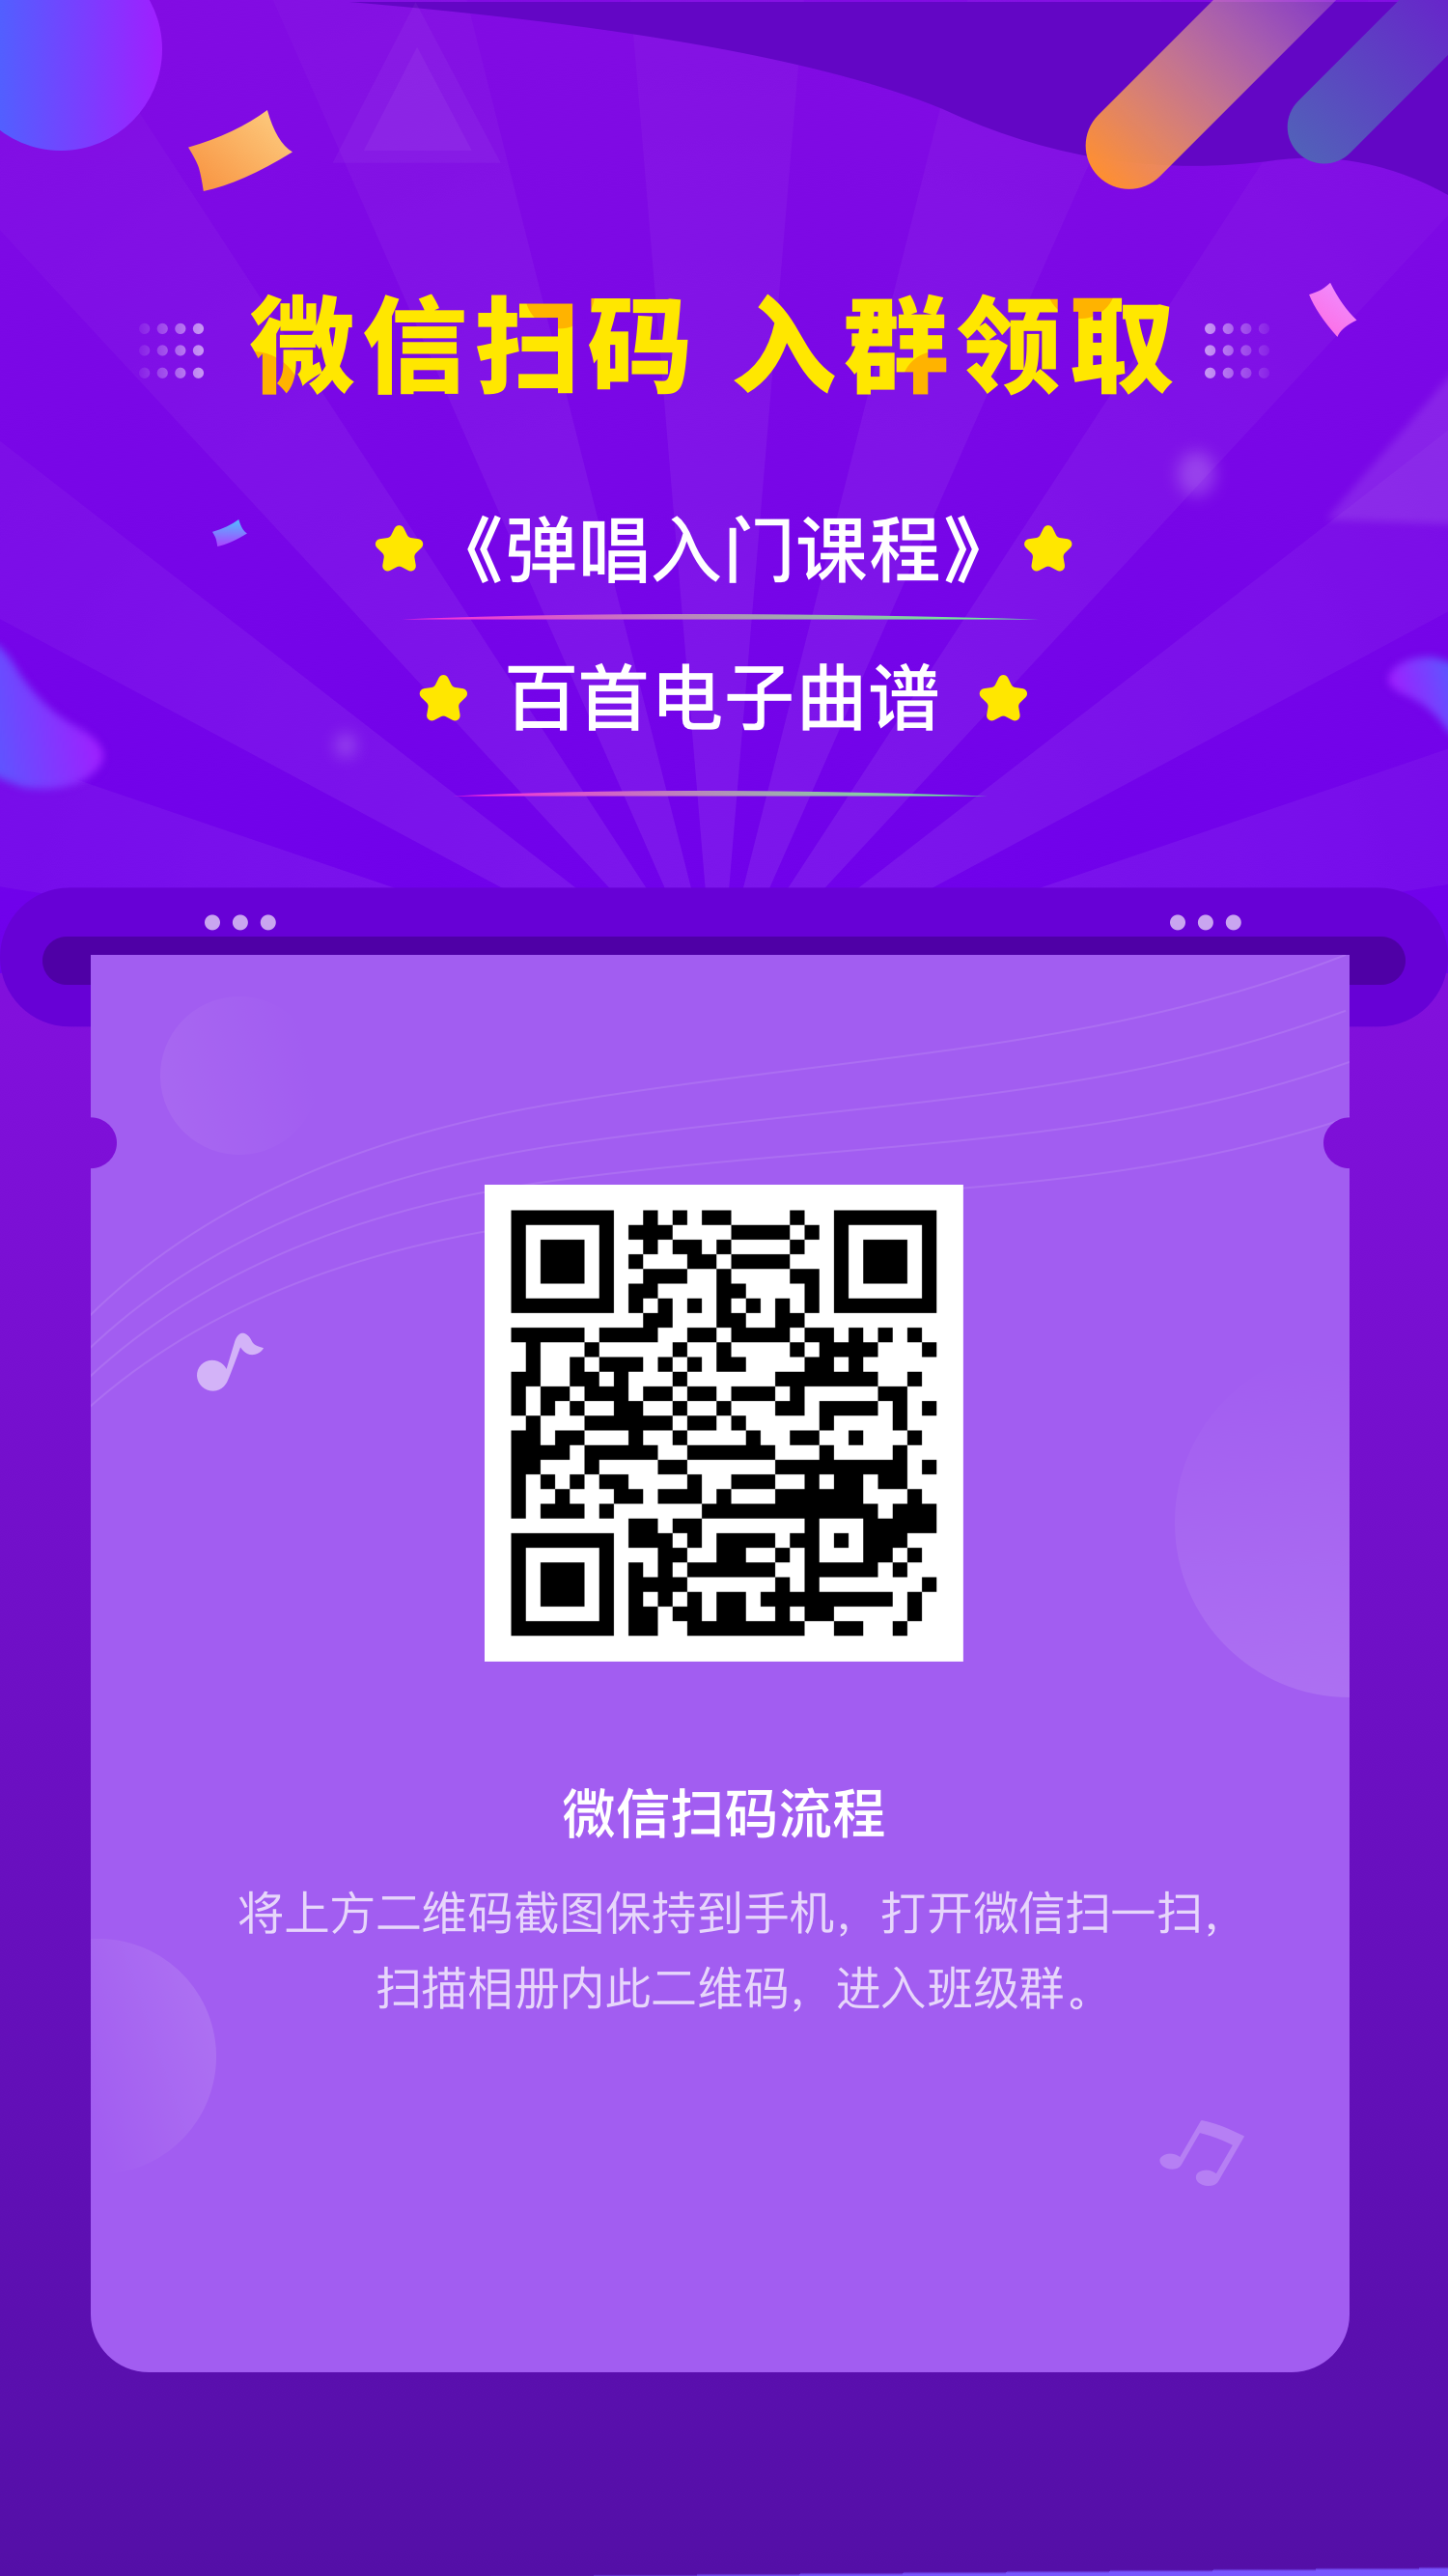 微信扫码 入群领取
《弹唱入门课程》
百首电子曲谱
微信扫码流程
将上方二维码截图保持到手机，打开微信扫一扫，
扫描相册内此二维码，进入班级群。